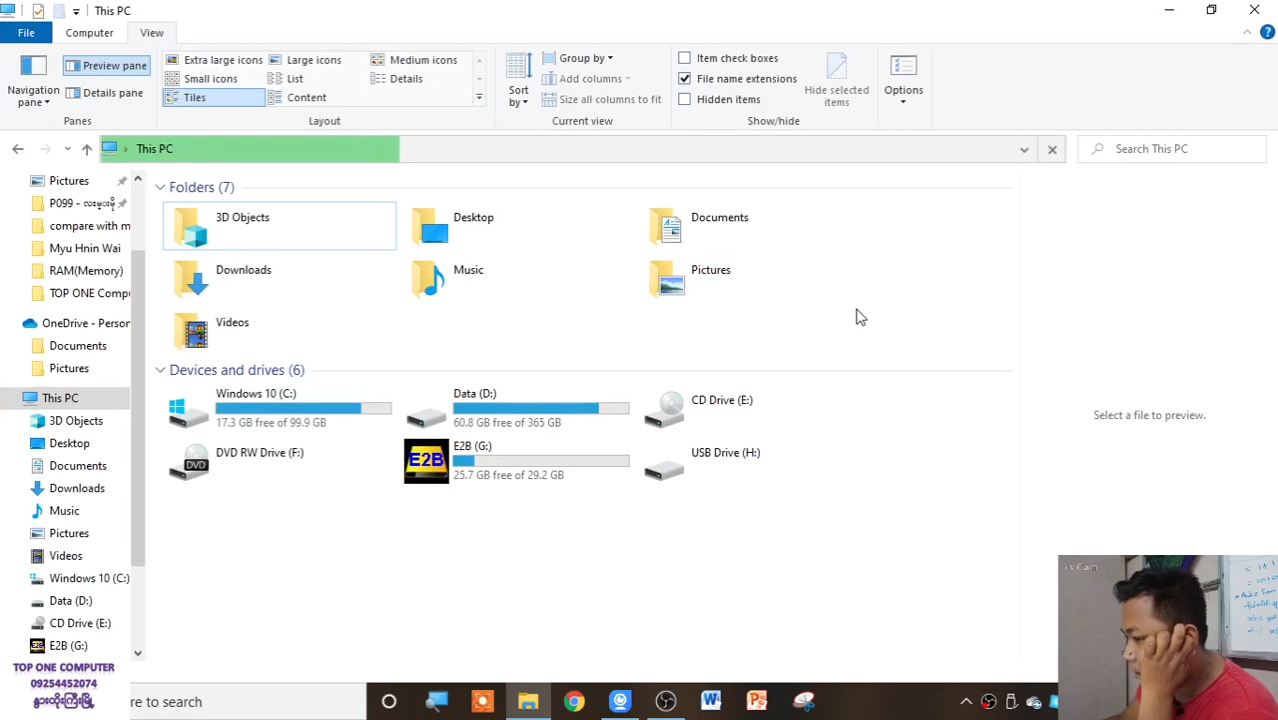 This PC
File Computer View
Navigation pane
Preview pane
Details pane
Panes
Extra large icons Large icons Medium icons
Small icons List Details
Tiles Content
Layout
Sort by
Group by
Add columns
Size all columns to fit
Current view
Item check boxes
File name extensions
Hidden items
Hide selected items
Show/hide
Options
This PC
Search This PC
Pictures
compare with m
Myu Hnin Wai
RAM(Memory)
TOP ONE Compu
OneDrive - Person
Documents
Pictures
This PC
3D Objects
Desktop
Documents
Downloads
Music
Pictures
Videos
Windows 10 (C:)
Data (D:)
CD Drive (E:)
E2B (G:)
Folders (7)
3D Objects Desktop Documents
Downloads Music Pictures
Videos
Devices and drives (6)
Windows 10 (C:)
17.3 GB free of 99.9 GB
Data (D:)
60.8 GB free of 365 GB
CD Drive (E:)
DVD
DVD RW Drive (F:)
E2B
E2B (G:)
25.7 GB free of 29.2 GB
USB Drive (H:)
Select a file to preview.
iVCam
TOP ONE COMPUTER
09254452074
နွားထိုးကြီးမြို့
re to search